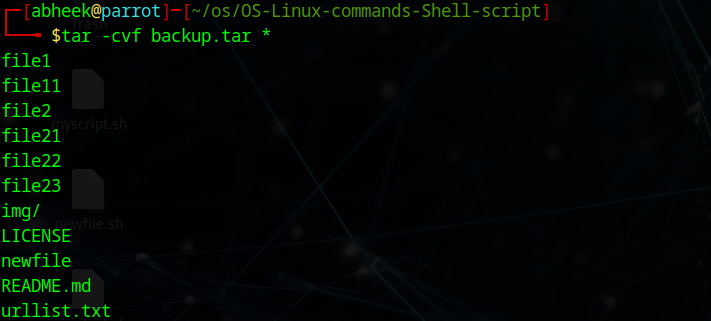 ┌─[abheek@parrot]─[~/os/OS-Linux-commands-Shell-script]
└──╼ $tar -cvf backup.tar *
file1
file11
file2
myscript.sh
file21
file22
file23
img/
newfile.sh
LICENSE
newfile
README.md
urllist.txt